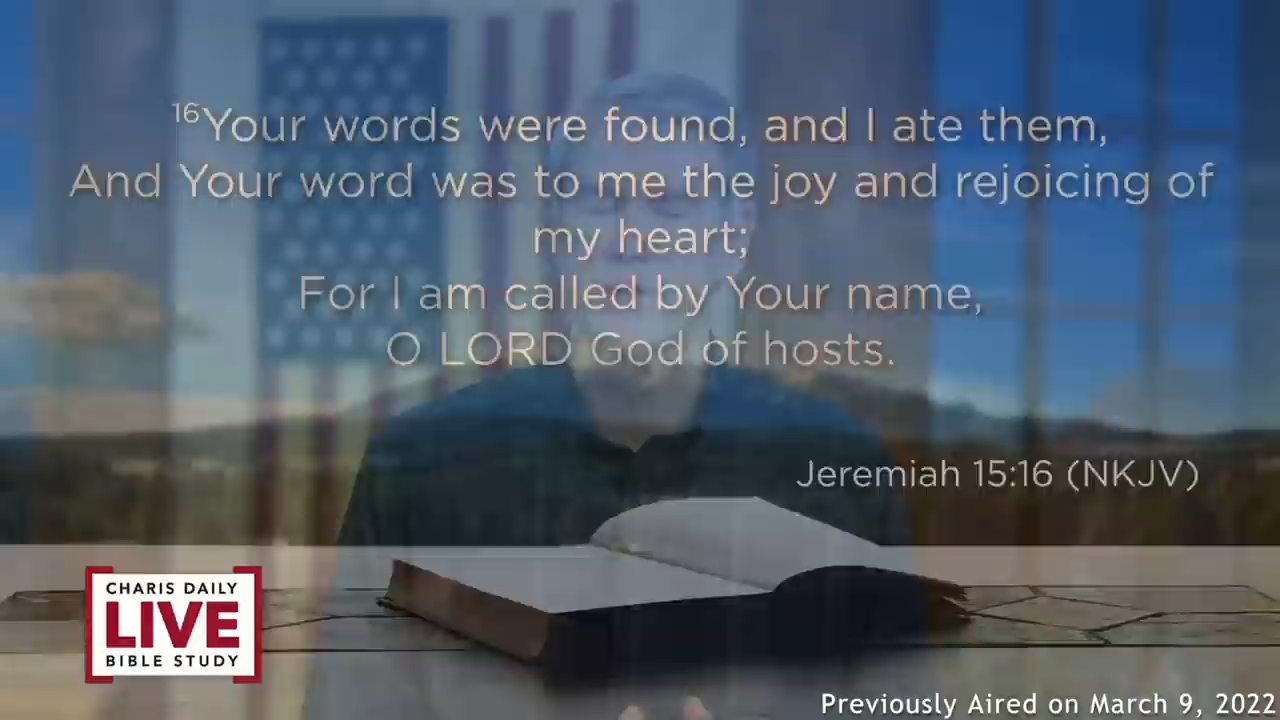 16Your words were found, and I ate them,
And Your word was to me the joy and rejoicing of
my heart;
For I am called by Your name,
O LORD God of hosts.
Jeremiah 15:16 (NKJV)
CHARIS DAILY
LIVE
BIBLE STUDY
Previously Aired on March 9, 2022